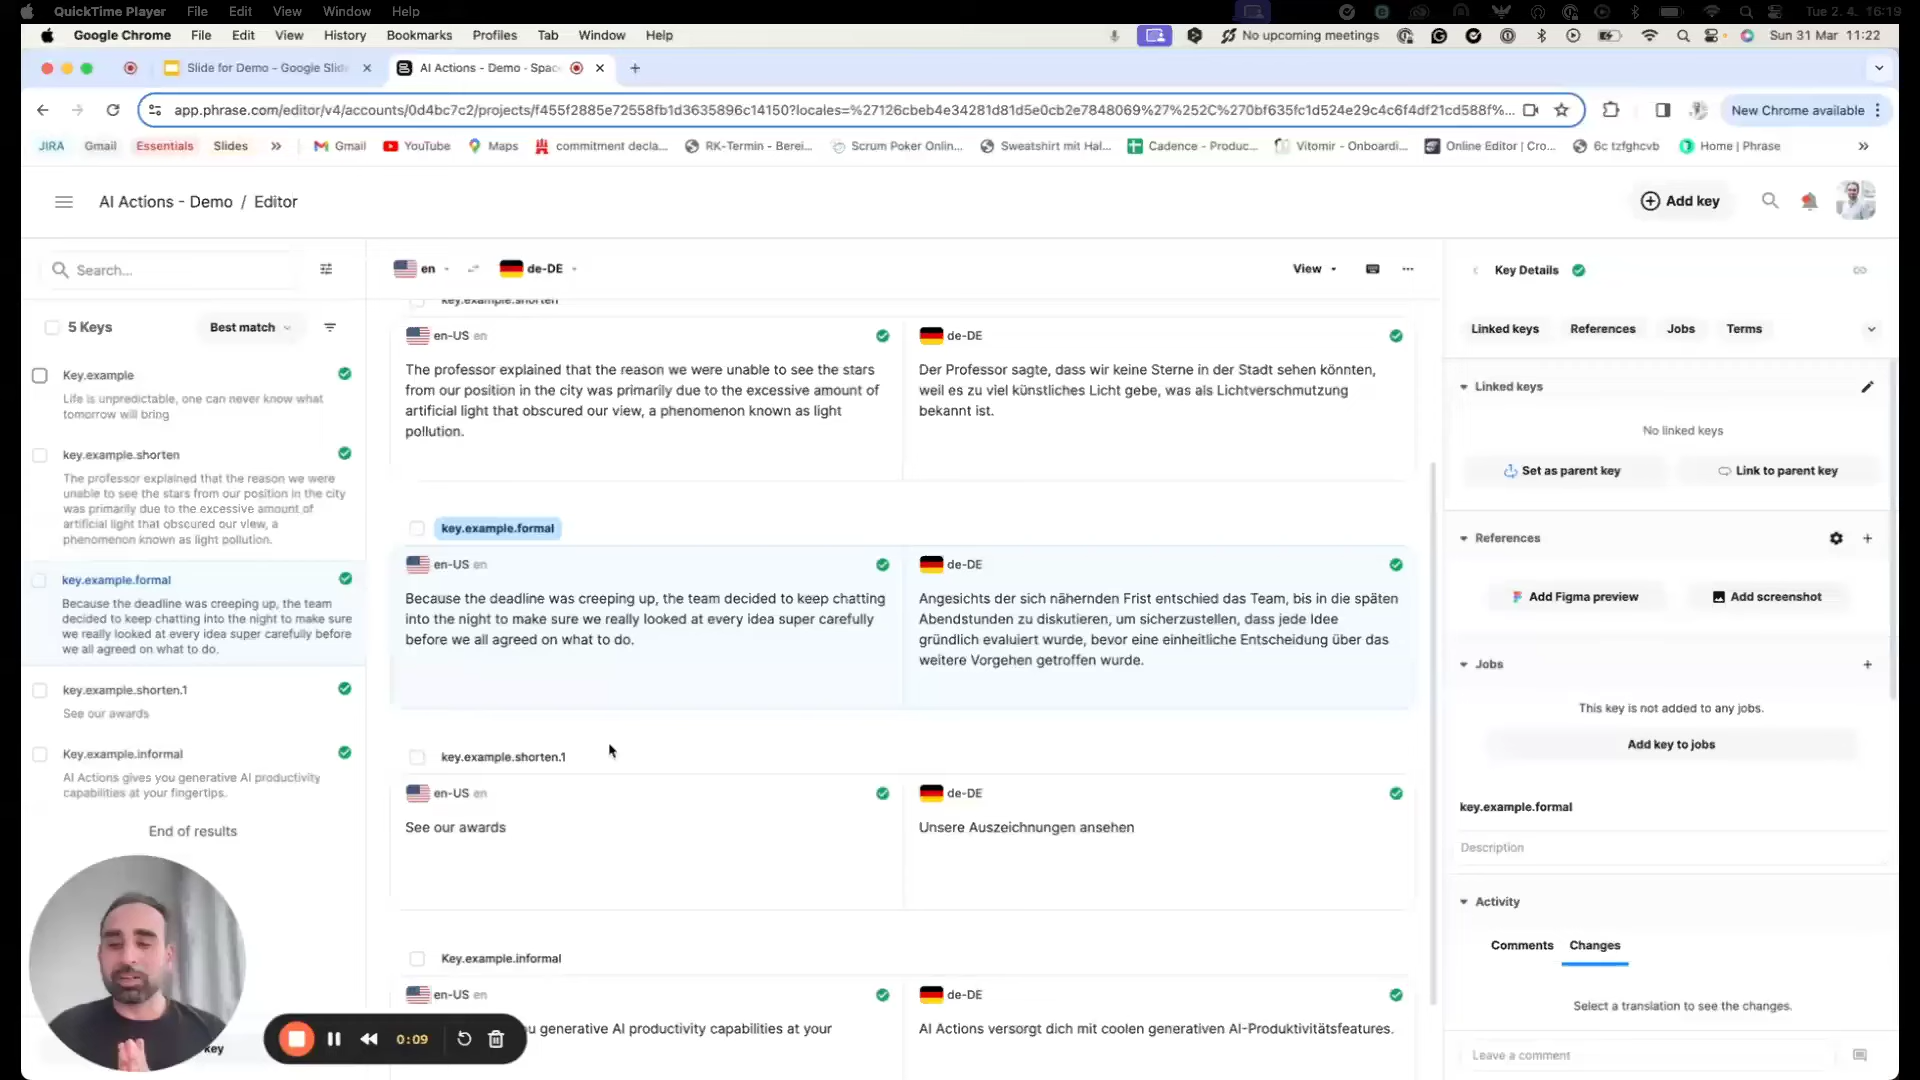 QuickTime Player File Edit View Window Help
Tue 2. 4. 16:19
Google Chrome File Edit View History Bookmarks Profiles Tab Window Help
No upcoming meetings
Sun 31 Mar 11:22
Slide for Demo - Google Slid
AI Actions - Demo - Spac
app.phrase.com/editor/v4/accounts/0d4bc7c2/projects/f455f2885e72558fb1d3635896c14150?locales=%27126cbeb4e34281d81d5e0cb2e7848069%27%252C%270bf635fc1d524e29c4c6f4df21cd588f%...
New Chrome available
JIRA Gmail Essentials Slides » Gmail YouTube Maps commitment decla... RK-Termin - Berei... Scrum Poker Onlin... Sweatshirt mit Hal... Cadence - Produc... Vitomir - Onboardi... Online Editor | Cro... 6c tzfghcvb Home | Phrase »
AI Actions - Demo / Editor
Add key
Search...
5 Keys
Best match
Key.example
Life is unpredictable, one can never know what
tomorrow will bring
key.example.shorten
The professor explained that the reason we were
unable to see the stars from our position in the city
was primarily due to the excessive amount of
artificial light that obscured our view, a
phenomenon known as light pollution.
key.example.formal
Because the deadline was creeping up, the team
decided to keep chatting into the night to make sure
we really looked at every idea super carefully before
we all agreed on what to do.
key.example.shorten.1
See our awards
Key.example.informal
AI Actions gives you generative AI productivity
capabilities at your fingertips.
End of results
key
0:09
en
de-DE
View
key.example.shorten
en-US en
de-DE
The professor explained that the reason we were unable to see the stars
from our position in the city was primarily due to the excessive amount of
artificial light that obscured our view, a phenomenon known as light
pollution.
Der Professor sagte, dass wir keine Sterne in der Stadt sehen könnten,
weil es zu viel künstliches Licht gebe, was als Lichtverschmutzung
bekannt ist.
key.example.formal
en-US en
de-DE
Because the deadline was creeping up, the team decided to keep chatting
into the night to make sure we really looked at every idea super carefully
before we all agreed on what to do.
Angesichts der sich nähernden Frist entschied das Team, bis in die späten
Abendstunden zu diskutieren, um sicherzustellen, dass jede Idee
gründlich evaluiert wurde, bevor eine einheitliche Entscheidung über das
weitere Vorgehen getroffen wurde.
key.example.shorten.1
en-US en
de-DE
See our awards
Unsere Auszeichnungen ansehen
Key.example.informal
en-US en
de-DE
generative AI productivity capabilities at your
AI Actions versorgt dich mit coolen generativen AI-Produktivitätsfeatures.
Key Details
Linked keys References Jobs Terms
Linked keys
No linked keys
Set as parent key
Link to parent key
References
Add Figma preview
Add screenshot
Jobs
This key is not added to any jobs.
Add key to jobs
key.example.formal
Description
Activity
Comments Changes
Select a translation to see the changes.
Leave a comment